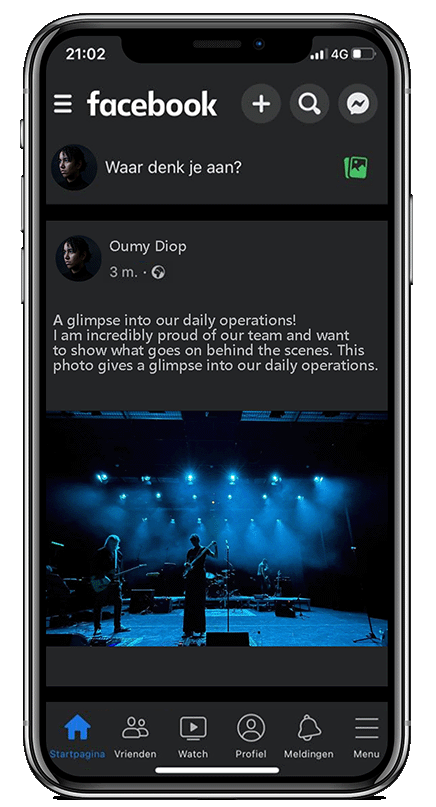 21:02
4G
facebook
Waar denk je aan?
Oumy Diop
3 m. ·
A glimpse into our daily operations!
I am incredibly proud of our team and want
to show what goes on behind the scenes. This
photo gives a glimpse into our daily operations.
Startpagina Vrienden Watch Profiel Meldingen Menu